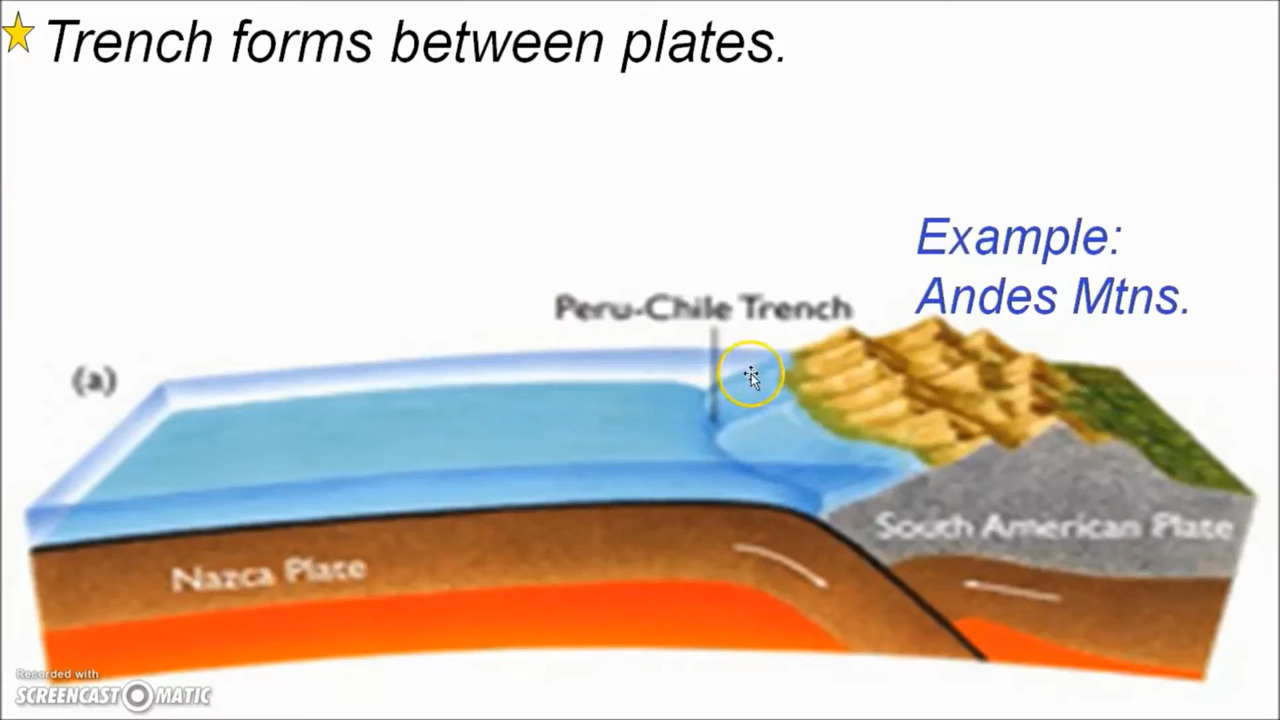 Trench forms between plates.
Example:
Andes Mtns.
Peru-Chile Trench
(a)
South American Plate
Nazca Plate
Recorded with
SCREENCAST MATIC